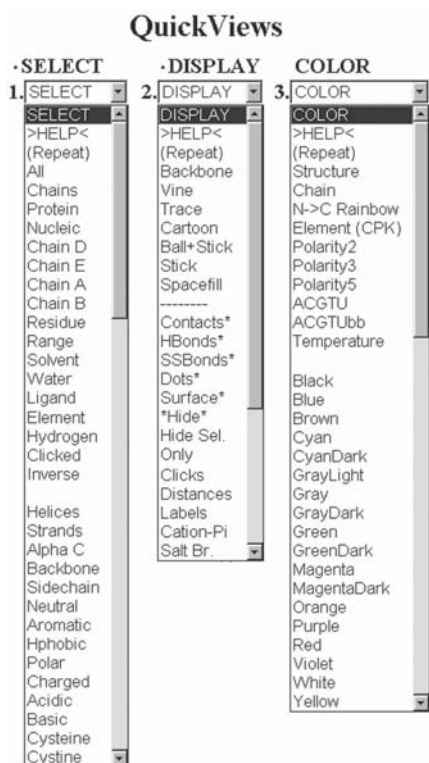 QuickViews
·SELECT
1. SELECT
SELECT
>HELP<
(Repeat)
All
Chains
Protein
Nucleic
Chain D
Chain E
Chain A
Chain B
Residue
Range
Solvent
Water
Ligand
Element
Hydrogen
Clicked
Inverse
Helices
Strands
Alpha C
Backbone
Sidechain
Neutral
Aromatic
Hphobic
Polar
Charged
Acidic
Basic
Cysteine
Cystine
·DISPLAY
2. DISPLAY
DISPLAY
>HELP<
(Repeat)
Backbone
Vine
Trace
Cartoon
Ball+Stick
Stick
Spacefill
--------
Contacts*
HBonds*
SSBonds*
Dots*
Surface*
*Hide*
Hide Sel.
Only
Clicks
Distances
Labels
Cation-Pi
Salt Br.
COLOR
3. COLOR
COLOR
>HELP<
(Repeat)
Structure
Chain
N->C Rainbow
Element (CPK)
Polarity2
Polarity3
Polarity5
ACGTU
ACGTUbb
Temperature
Black
Blue
Brown
Cyan
CyanDark
GrayLight
Gray
GrayDark
Green
GreenDark
Magenta
MagentaDark
Orange
Purple
Red
Violet
White
Yellow